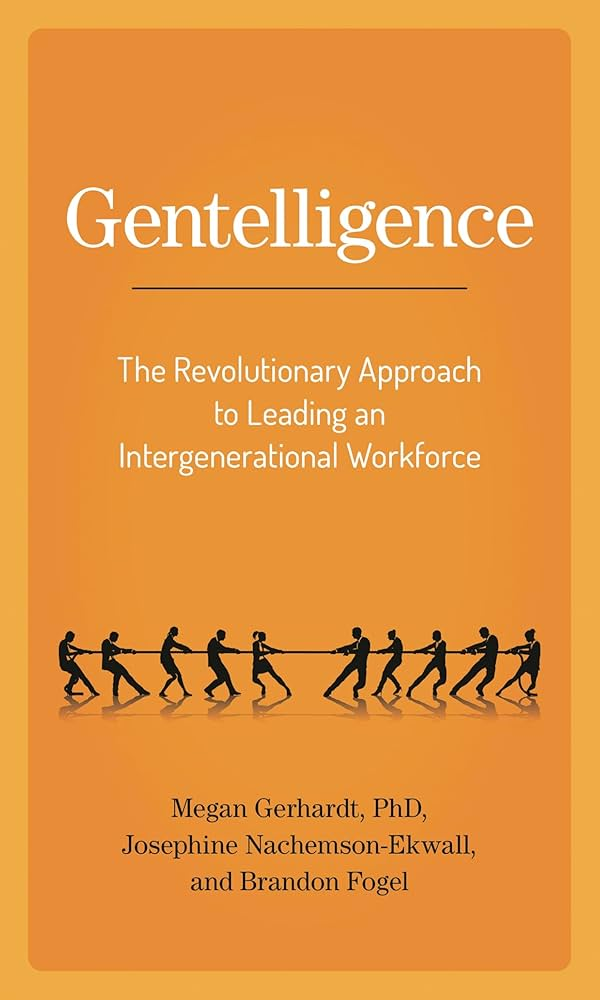 Gentelligence
The Revolutionary Approach
to Leading an
Intergenerational Workforce
Megan Gerhardt, PhD,
Josephine Nachemson-Ekwall,
and Brandon Fogel